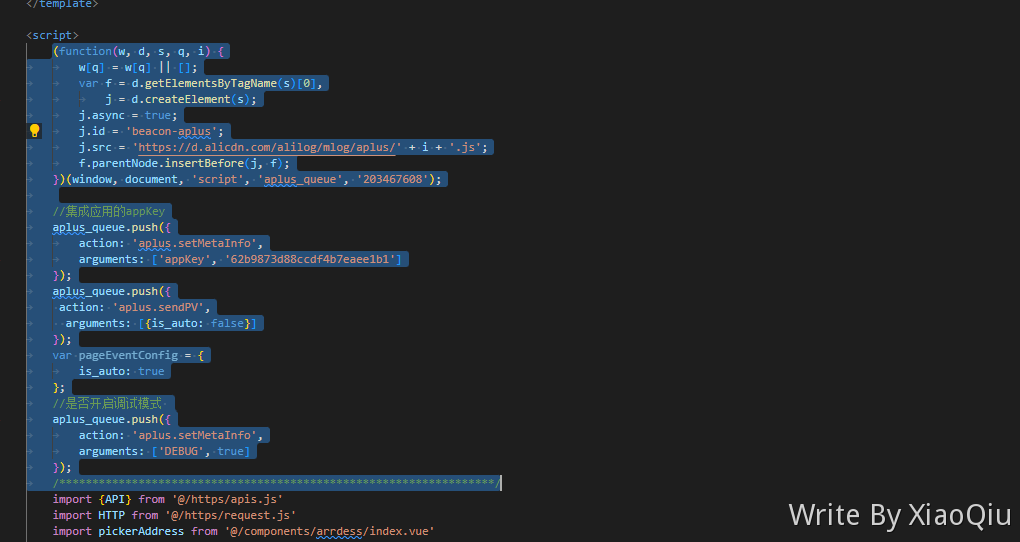 </template>
<script>
(function(w, d, s, q, i) {
w[q] = w[q] || [];
var f = d.getElementsByTagName(s)[0],
j = d.createElement(s);
j.async = true;
j.id = 'beacon-aplus';
j.src = 'https://d.alicdn.com/alilog/mlog/aplus/' + i + '.js';
f.parentNode.insertBefore(j, f);
})(window, document, 'script', 'aplus_queue', '203467608');
//集成应用的appKey
aplus_queue.push({
action: 'aplus.setMetaInfo',
arguments: ['appKey', '62b9873d88ccdf4b7eaee1b1']
});
aplus_queue.push({
action: 'aplus.sendPV',
arguments: [{is_auto: false}]
});
var pageEventConfig = {
is_auto: true
};
//是否开启调试模式
aplus_queue.push({
action: 'aplus.setMetaInfo',
arguments: ['DEBUG', true]
});
/******************************************************************/
import {API} from '@/https/apis.js'
import HTTP from '@/https/request.js'
import pickerAddress from '@/components/arrdess/index.vue'
Write By XiaoQiu